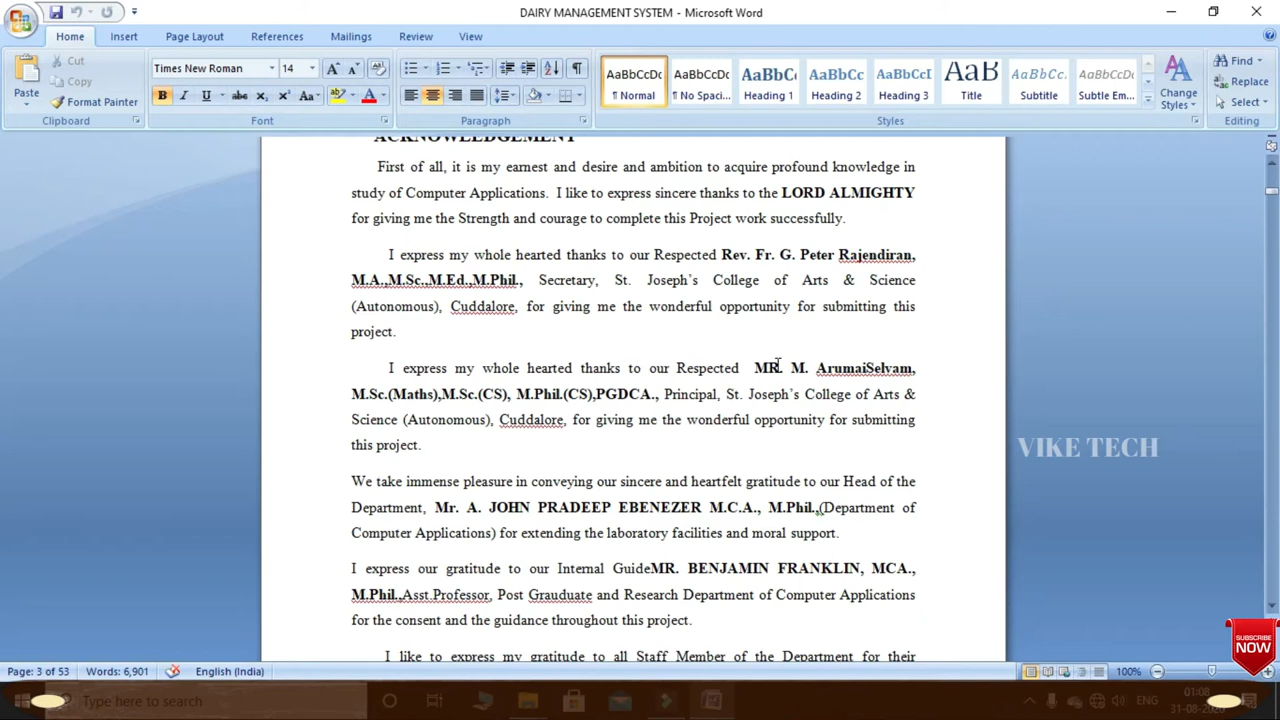 DAIRY MANAGEMENT SYSTEM - Microsoft Word
Home Insert Page Layout References Mailings Review View
Paste
Cut
Copy
Format Painter
Clipboard
Times New Roman 14
B I U abe X₂ X² Aa
Font
Paragraph
AaBbCcDc AaBbCcDc AaBbC AaBbCc AaBbCcI AaB AaBbCcL AaBbCcDc
¶ Normal ¶ No Spaci... Heading 1 Heading 2 Heading 3 Title Subtitle Subtle Em...
Change Styles
Styles
Find
Replace
Select
Editing
ACKNOWLEDGEMENT
First of all, it is my earnest and desire and ambition to acquire profound knowledge in
study of Computer Applications. I like to express sincere thanks to the LORD ALMIGHTY
for giving me the Strength and courage to complete this Project work successfully.
I express my whole hearted thanks to our Respected Rev. Fr. G. Peter Rajendiran,
M.A.,M.Sc.,M.Ed.,M.Phil., Secretary, St. Joseph's College of Arts & Science
(Autonomous), Cuddalore, for giving me the wonderful opportunity for submitting this
project.
I express my whole hearted thanks to our Respected MR. M. ArumaiSelvam,
M.Sc.(Maths),M.Sc.(CS), M.Phil.(CS),PGDCA., Principal, St. Joseph's College of Arts &
Science (Autonomous), Cuddalore, for giving me the wonderful opportunity for submitting
this project.
We take immense pleasure in conveying our sincere and heartfelt gratitude to our Head of the
Department, Mr. A. JOHN PRADEEP EBENEZER M.C.A., M.Phil.,(Department of
Computer Applications) for extending the laboratory facilities and moral support.
I express our gratitude to our Internal GuideMR. BENJAMIN FRANKLIN, MCA.,
M.Phil.,Asst.Professor, Post Grauduate and Research Department of Computer Applications
for the consent and the guidance throughout this project.
I like to express my gratitude to all Staff Member of the Department for their
VIKE TECH
SUBSCRIBE
NOW
Page: 3 of 53 Words: 6,901 English (India) 100%
Type here to search
ENG
01:08